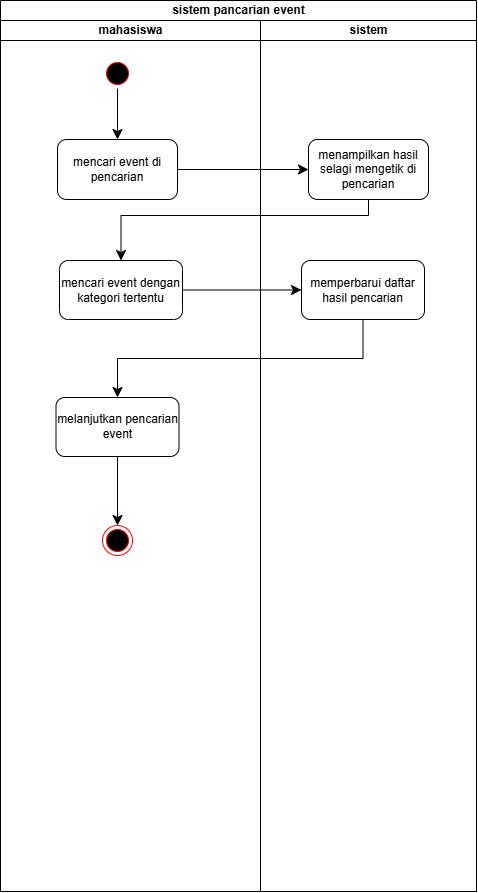 sistem pancarian event
mahasiswa
sistem
mencari event di
pencarian
menampilkan hasil
selagi mengetik di
pencarian
mencari event dengan
kategori tertentu
memperbarui daftar
hasil pencarian
melanjutkan pencarian
event